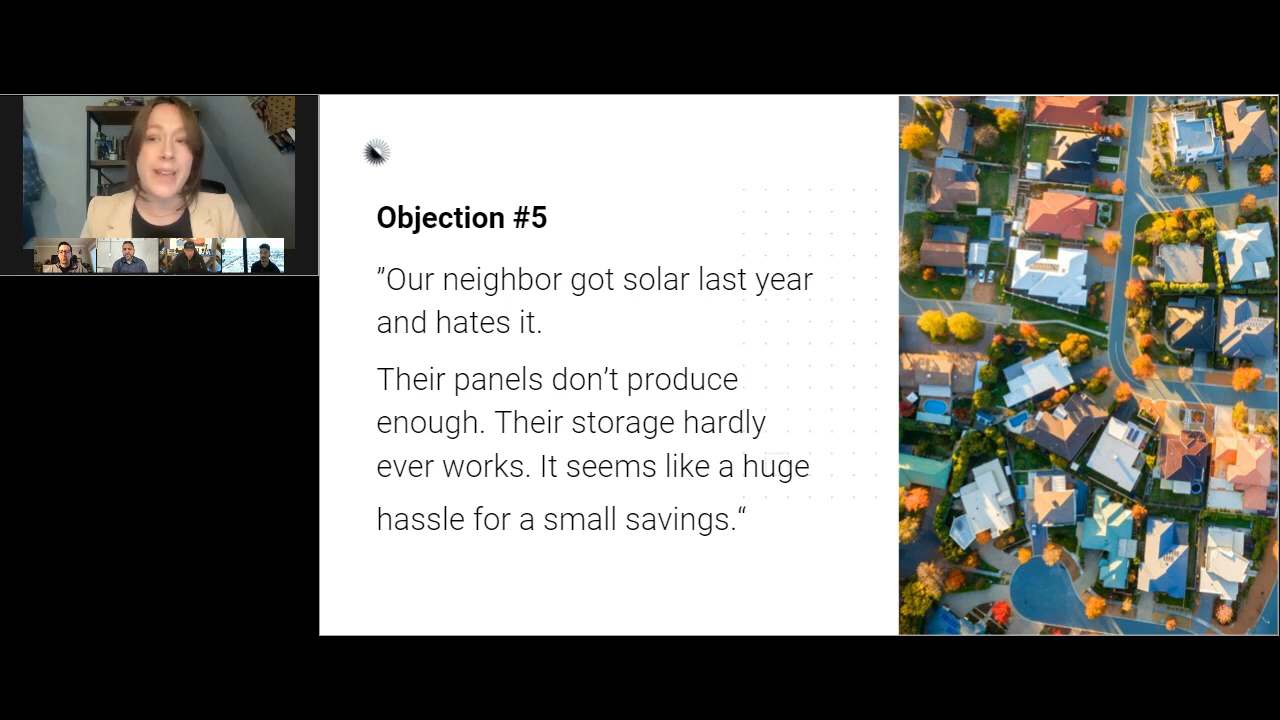 Objection #5
”Our neighbor got solar last year
and hates it.
Their panels don’t produce
enough. Their storage hardly
ever works. It seems like a huge
hassle for a small savings.“